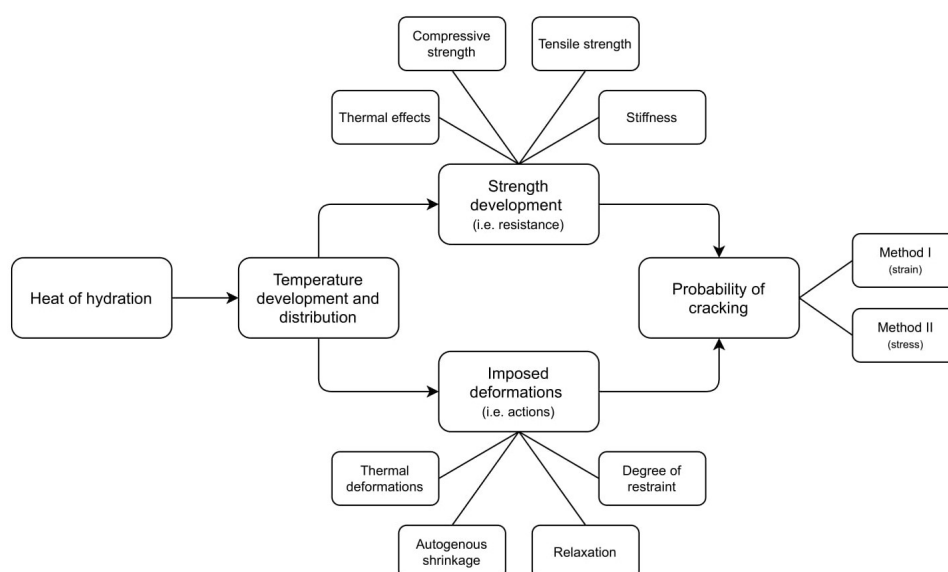 Compressive
strength
Tensile strength
Thermal effects
Stiffness
Strength
development
(i.e. resistance)
Heat of hydration
Temperature
development and
distribution
Probability of
cracking
Method I
(strain)
Method II
(stress)
Imposed
deformations
(i.e. actions)
Thermal
deformations
Degree of
restraint
Autogenous
shrinkage
Relaxation